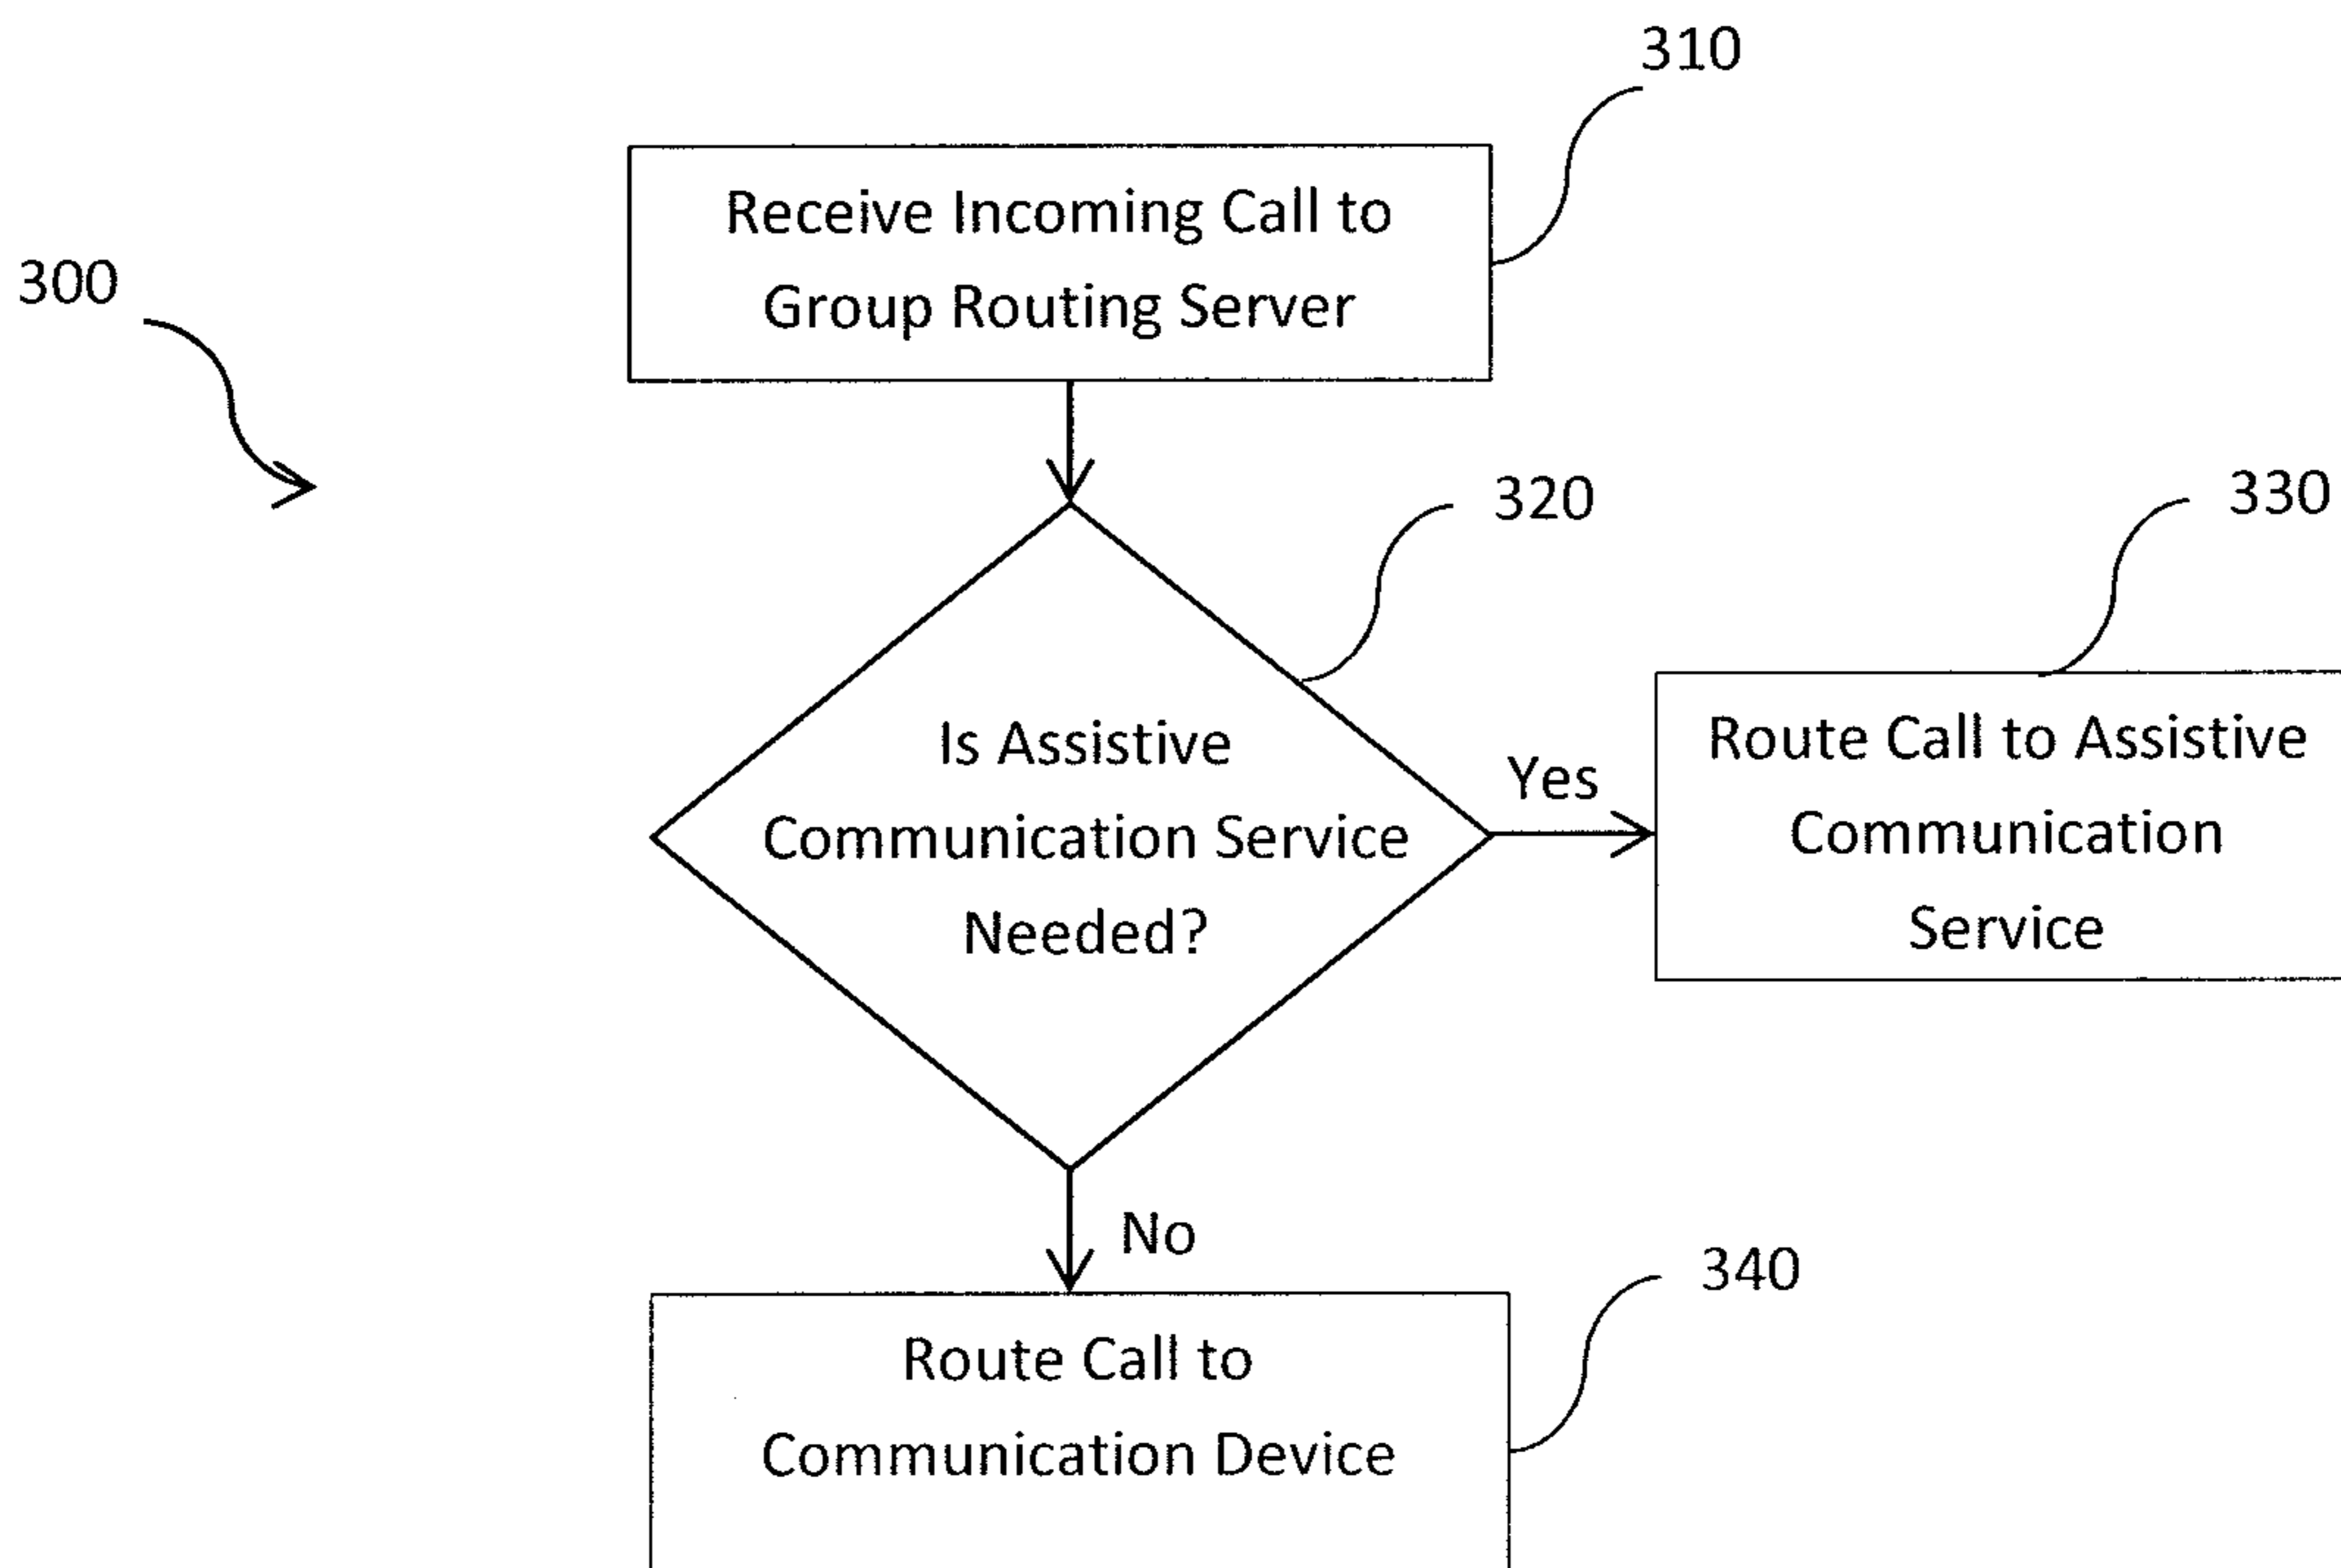 310
Receive Incoming Call to
Group Routing Server
300
320
330
Is Assistive
Communication Service
Needed?
Yes
Route Call to Assistive
Communication
Service
No
340
Route Call to
Communication Device